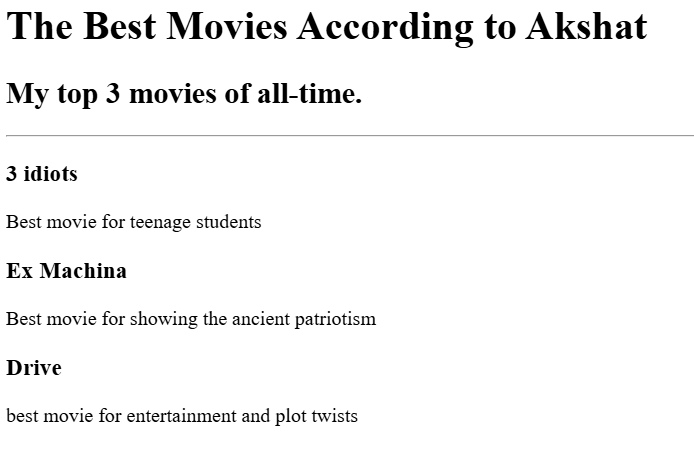 The Best Movies According to Akshat
My top 3 movies of all-time.
3 idiots
Best movie for teenage students
Ex Machina
Best movie for showing the ancient patriotism
Drive
best movie for entertainment and plot twists